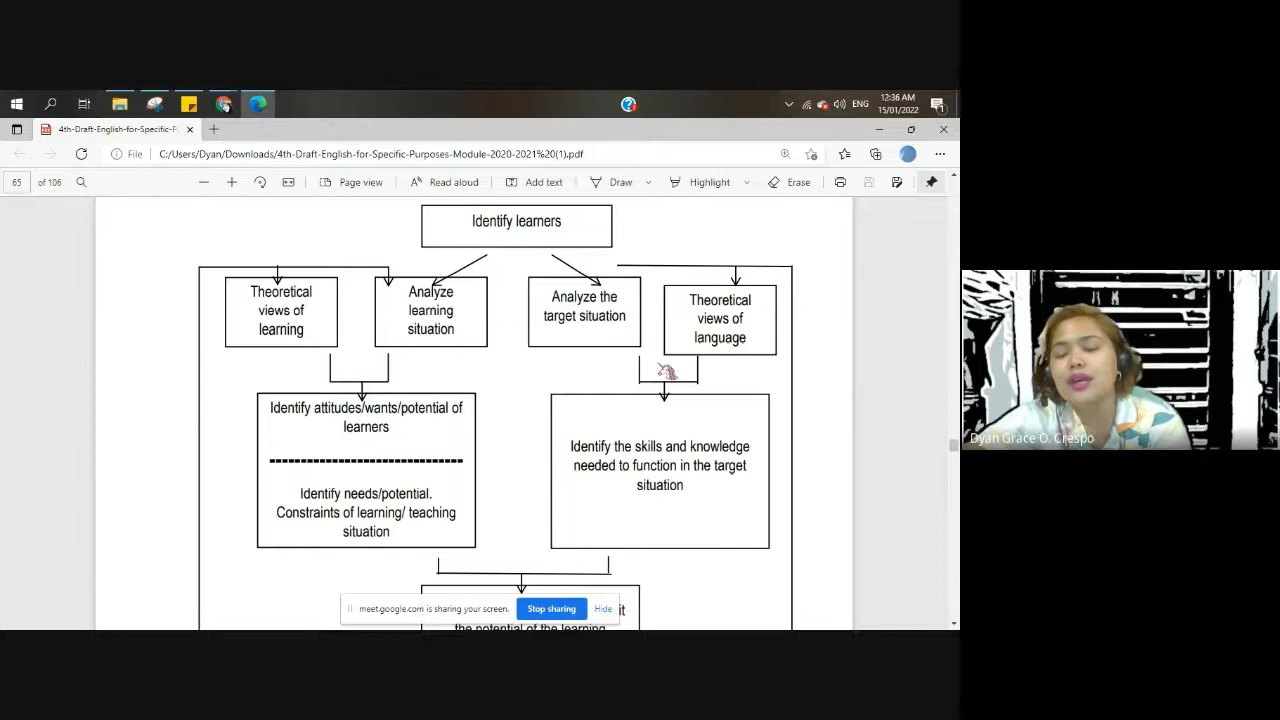 12:36 AM
ENG
15/01/2022
1
4th-Draft-English-for-Specific-Pu
File
C:/Users/Dyan/Downloads/4th-Draft-English-for-Specific-Purposes-Module-2020-2021%20(1).pdf
65
of 106
Page view
Read aloud
Add text
Draw
Highlight
Erase
Identify learners
Theoretical
views of
learning
Analyze
learning
situation
Analyze the
target situation
Theoretical
views of
language
Identify attitudes/wants/potential of
learners
Identify needs/potential.
Constraints of learning/ teaching
situation
Identify the skills and knowledge
needed to function in the target
situation
meet.google.com is sharing your screen.
Stop sharing
Hide
it
the potential of the learning
Dyan Grace O. Crespo